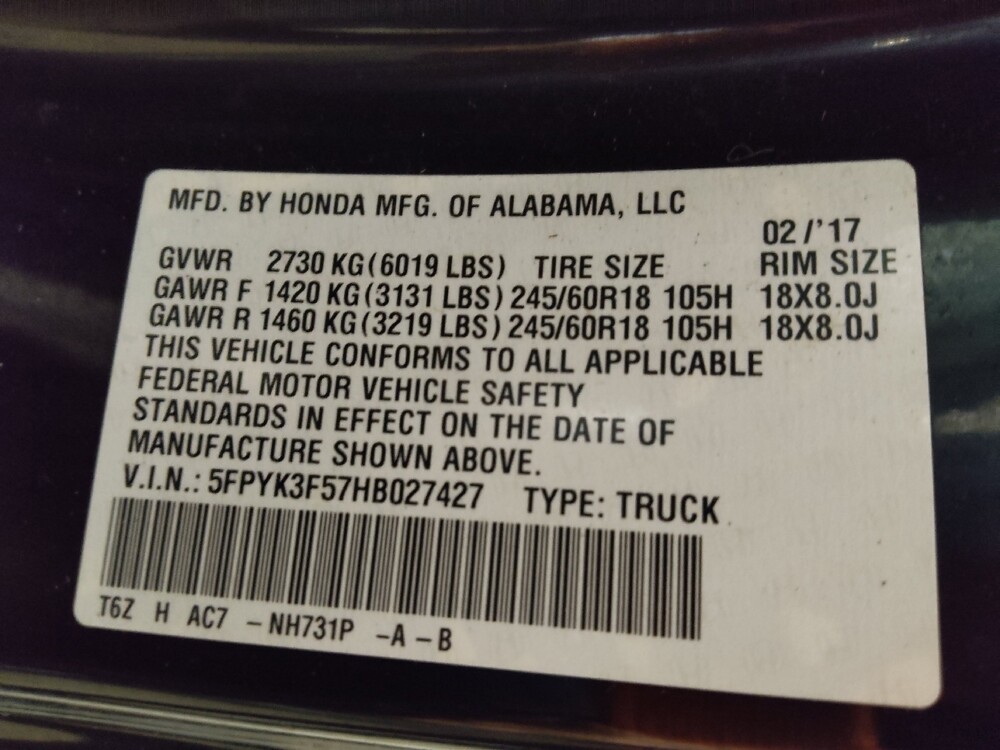 MFD. BY HONDA MFG. OF ALABAMA, LLC
02/'17
GVWR 2730 KG(6019 LBS) TIRE SIZE RIM SIZE
GAWR F 1420 KG(3131 LBS) 245/60R18 105H 18X8.0J
GAWR R 1460 KG(3219 LBS) 245/60R18 105H 18X8.0J
THIS VEHICLE CONFORMS TO ALL APPLICABLE
FEDERAL MOTOR VEHICLE SAFETY
STANDARDS IN EFFECT ON THE DATE OF
MANUFACTURE SHOWN ABOVE.
V.I.N.: 5FPYK3F57HB027427 TYPE: TRUCK
T6Z H AC7 -NH731P -A-B